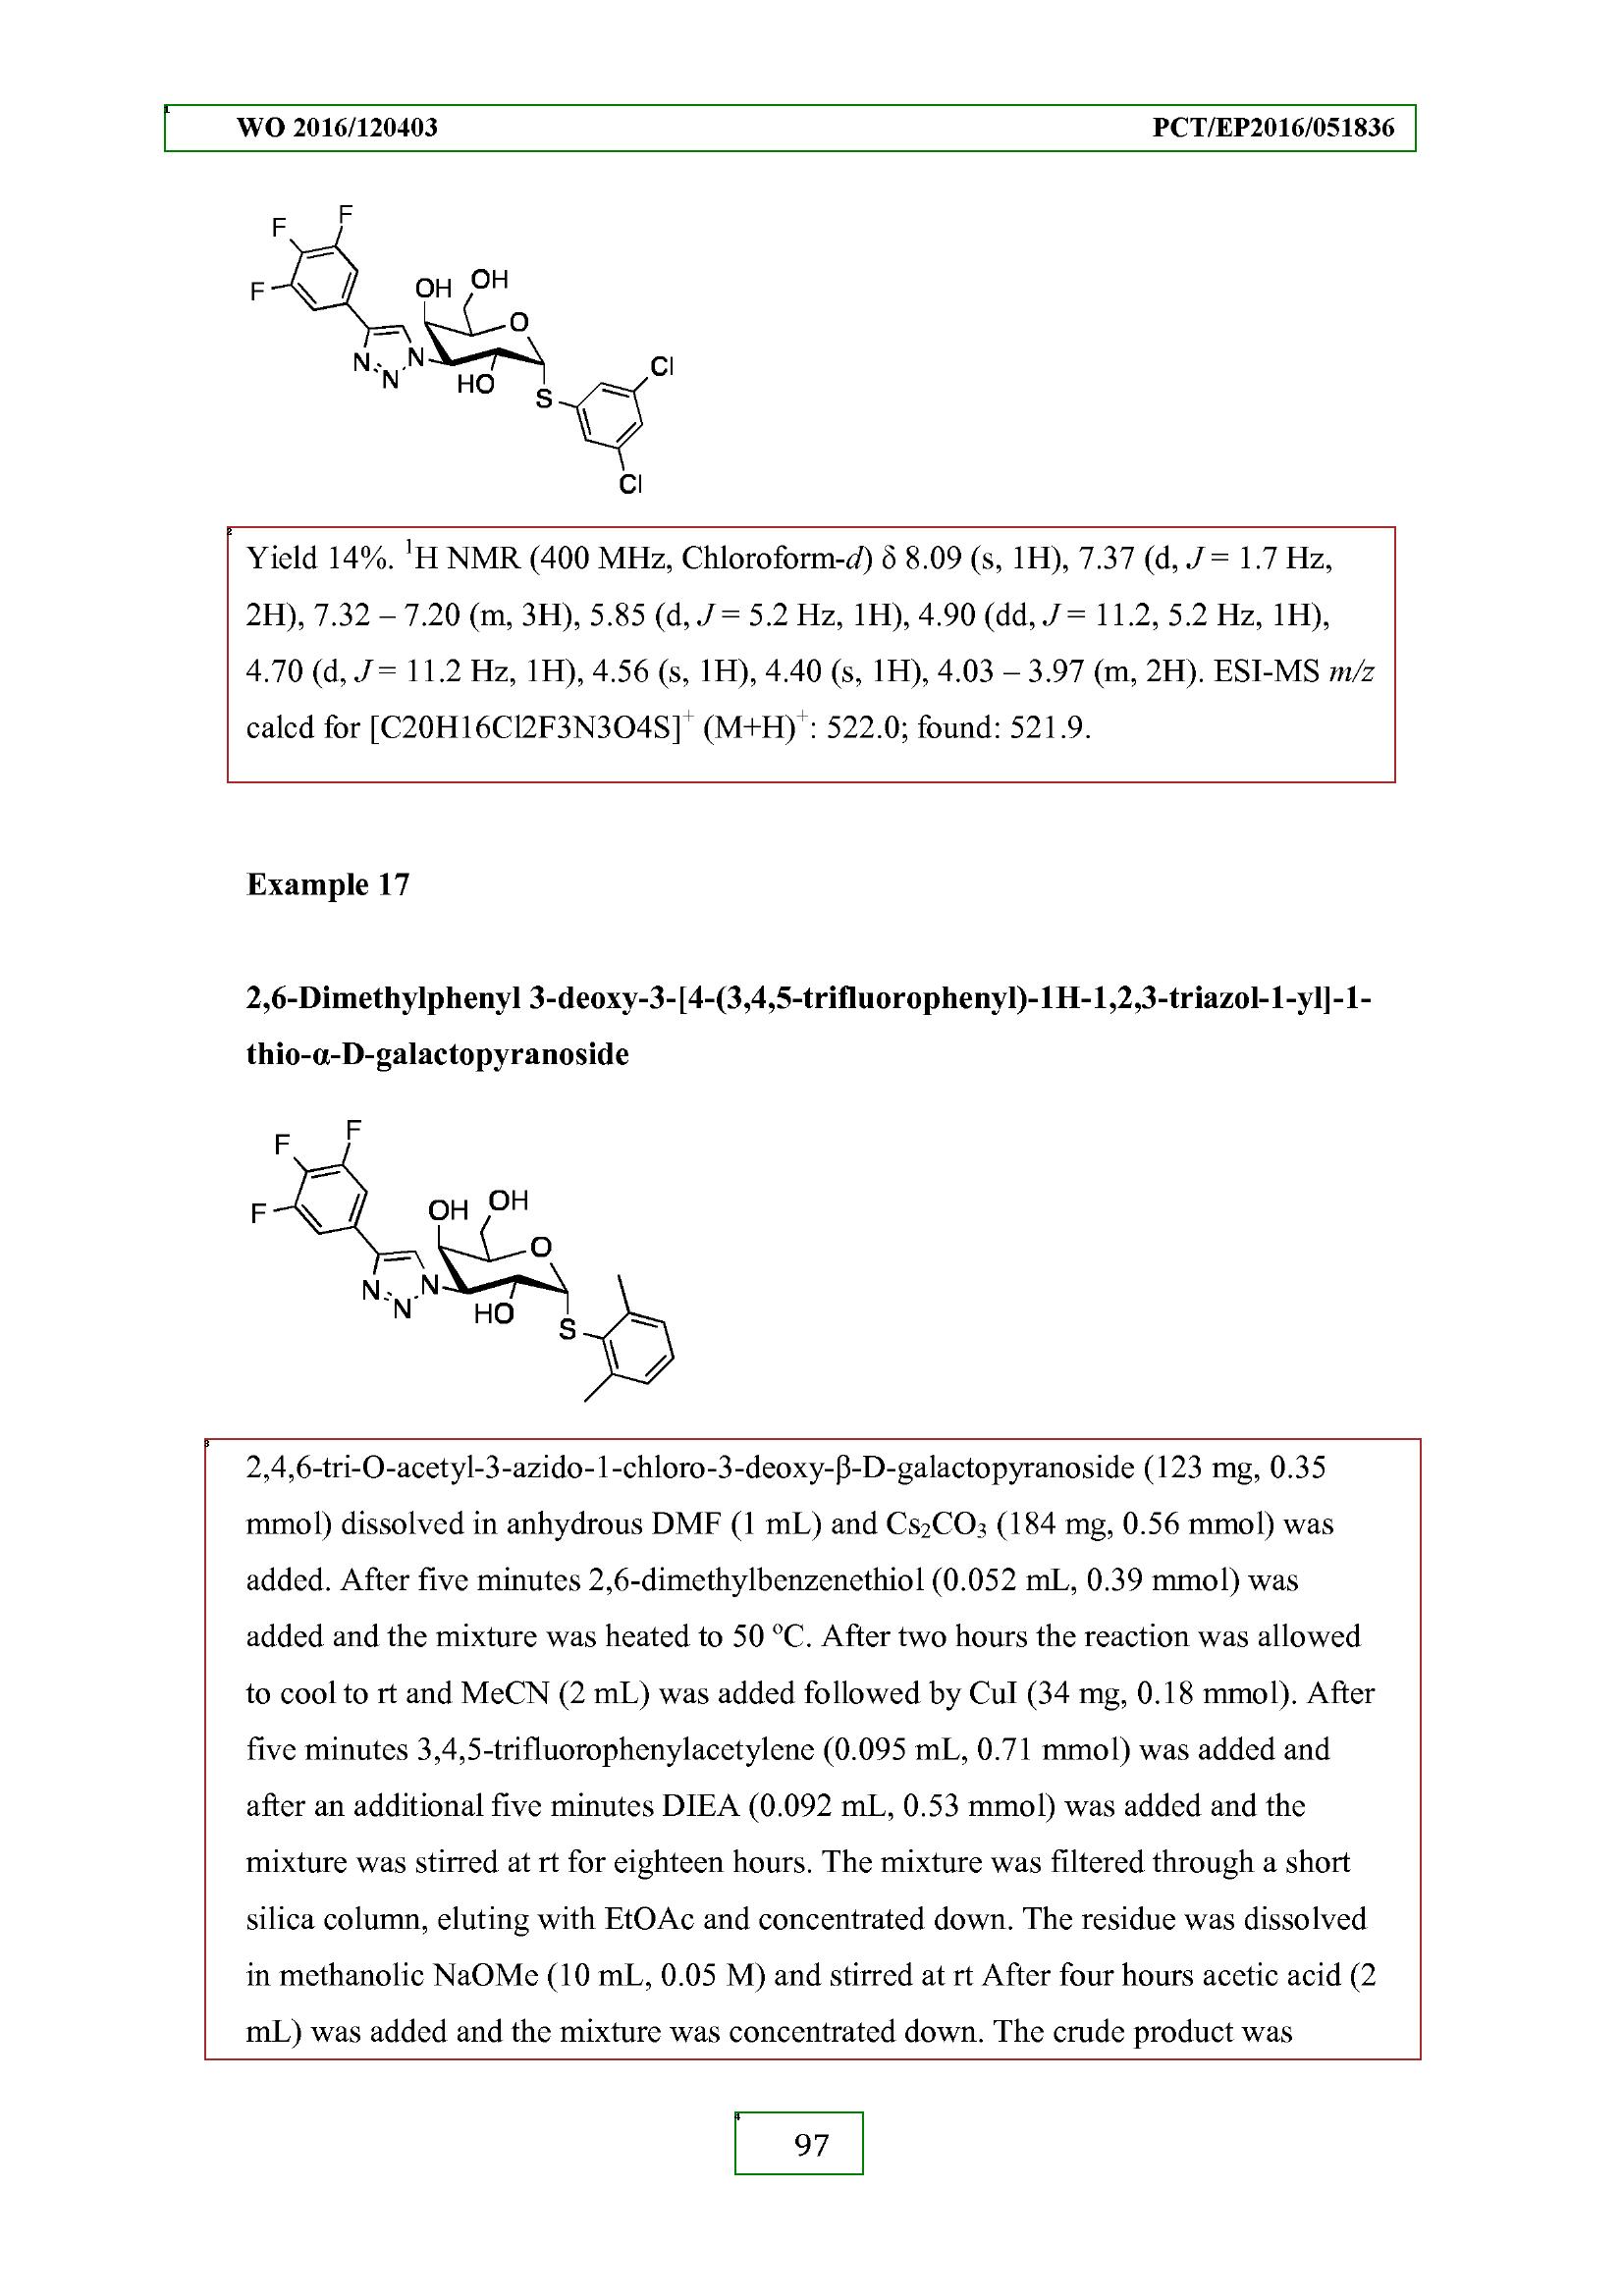 WO 2016/120403 PCT/EP2016/051836
F
F
F
OH
OH
O
N
N
N
HO
S
Cl
Cl
Yield 14%. ¹H NMR (400 MHz, Chloroform-d) δ 8.09 (s, 1H), 7.37 (d, J = 1.7 Hz,
2H), 7.32 – 7.20 (m, 3H), 5.85 (d, J = 5.2 Hz, 1H), 4.90 (dd, J = 11.2, 5.2 Hz, 1H),
4.70 (d, J = 11.2 Hz, 1H), 4.56 (s, 1H), 4.40 (s, 1H), 4.03 – 3.97 (m, 2H). ESI-MS m/z
calcd for [C20H16Cl2F3N3O4S]⁺ (M+H)⁺: 522.0; found: 521.9.
Example 17
2,6-Dimethylphenyl 3-deoxy-3-[4-(3,4,5-trifluorophenyl)-1H-1,2,3-triazol-1-yl]-1-
thio-α-D-galactopyranoside
F
F
F
OH
OH
O
N
N
N
HO
S
2,4,6-tri-O-acetyl-3-azido-1-chloro-3-deoxy-β-D-galactopyranoside (123 mg, 0.35
mmol) dissolved in anhydrous DMF (1 mL) and Cs₂CO₃ (184 mg, 0.56 mmol) was
added. After five minutes 2,6-dimethylbenzenethiol (0.052 mL, 0.39 mmol) was
added and the mixture was heated to 50 ºC. After two hours the reaction was allowed
to cool to rt and MeCN (2 mL) was added followed by CuI (34 mg, 0.18 mmol). After
five minutes 3,4,5-trifluorophenylacetylene (0.095 mL, 0.71 mmol) was added and
after an additional five minutes DIEA (0.092 mL, 0.53 mmol) was added and the
mixture was stirred at rt for eighteen hours. The mixture was filtered through a short
silica column, eluting with EtOAc and concentrated down. The residue was dissolved
in methanolic NaOMe (10 mL, 0.05 M) and stirred at rt After four hours acetic acid (2
mL) was added and the mixture was concentrated down. The crude product was
97